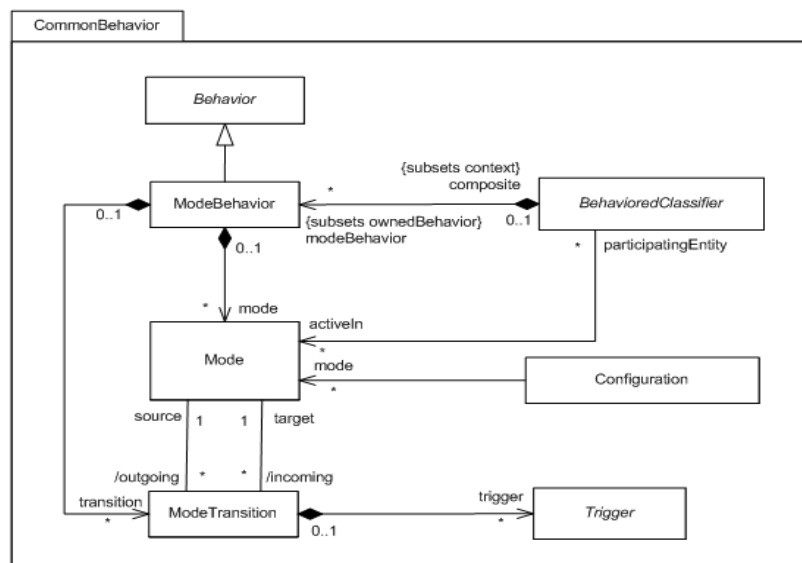 CommonBehavior
Behavior
{subsets context}
composite
*
0..1
ModeBehavior
0..1
BehavioredClassifier
{subsets ownedBehavior}
modeBehavior
0..1
*
participatingEntity
*
mode
activeIn
*
Mode
mode
*
Configuration
source
1
1
target
/outgoing
*
*
/incoming
transition
*
ModeTransition
0..1
trigger
*
Trigger